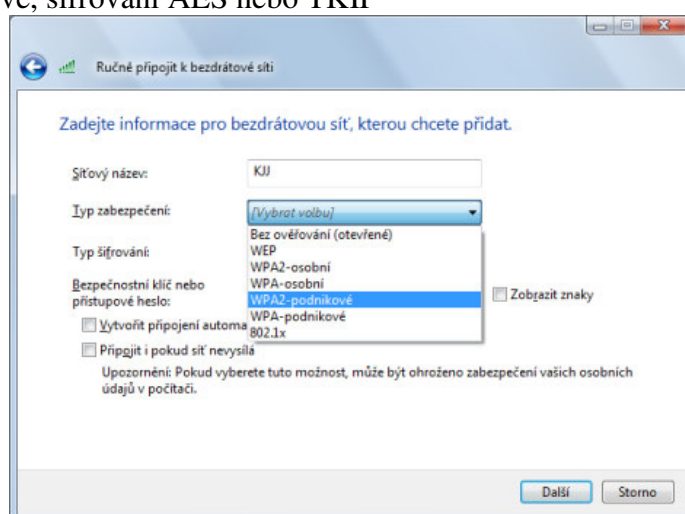 ve, šifrování AES nebo TKIP
Ručně připojit k bezdrátové síti
Zadejte informace pro bezdrátovou síť, kterou chcete přidat.
Síťový název:
KJJ
Typ zabezpečení:
[Vybrat volbu]
Bez ověřování (otevřené)
WEP
WPA2-osobní
WPA-osobní
WPA2-podnikové
WPA-podnikové
802.1x
Typ šifrování:
Bezpečnostní klíč nebo
přístupové heslo:
Zobrazit znaky
Vytvořit připojení automa
Připojit i pokud síť nevysílá
Upozornění: Pokud vyberete tuto možnost, může být ohroženo zabezpečení vašich osobních
údajů v počítači.
Další
Storno